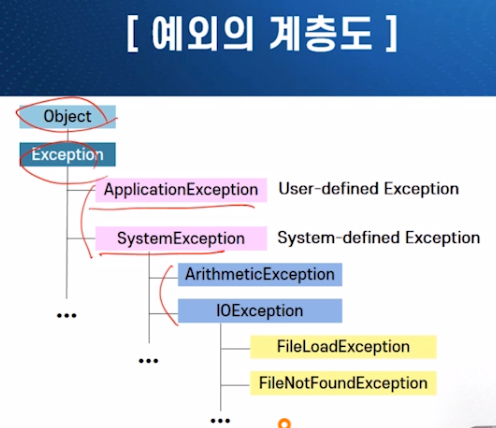 [ 예외의 계층도 ]
Object
Exception
ApplicationException User-defined Exception
SystemException System-defined Exception
ArithmeticException
IOException
...
FileLoadException
...
FileNotFoundException
...